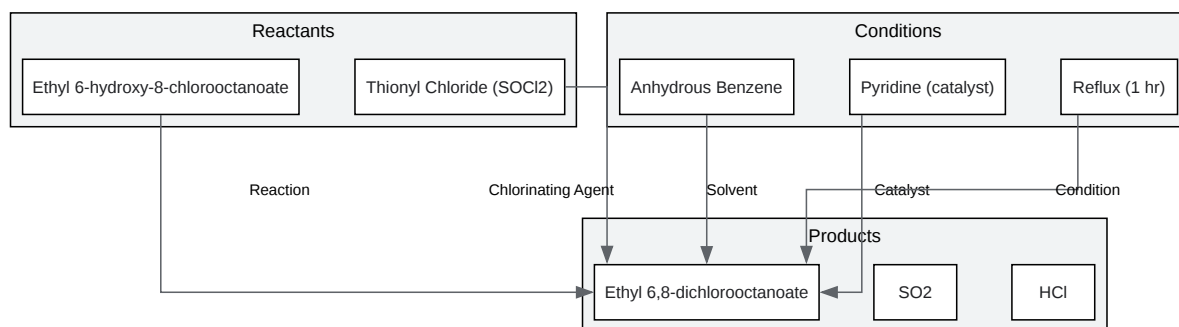 Reactants
Conditions
Ethyl 6-hydroxy-8-chlorooctanoate
Thionyl Chloride (SOCl2)
Anhydrous Benzene
Pyridine (catalyst)
Reflux (1 hr)
Reaction
Chlorinating Agent
Solvent
Catalyst
Condition
Products
Ethyl 6,8-dichlorooctanoate
SO2
HCl